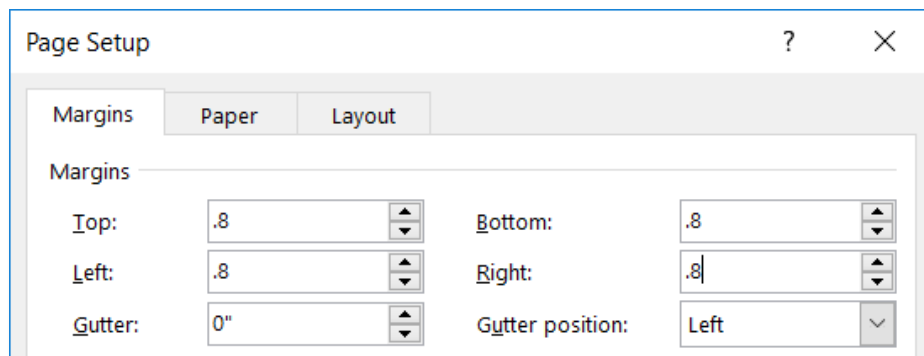 Page Setup ?
Margins Paper Layout
Margins
Top: .8 Bottom: .8
Left: .8 Right: .8
Gutter: 0" Gutter position: Left